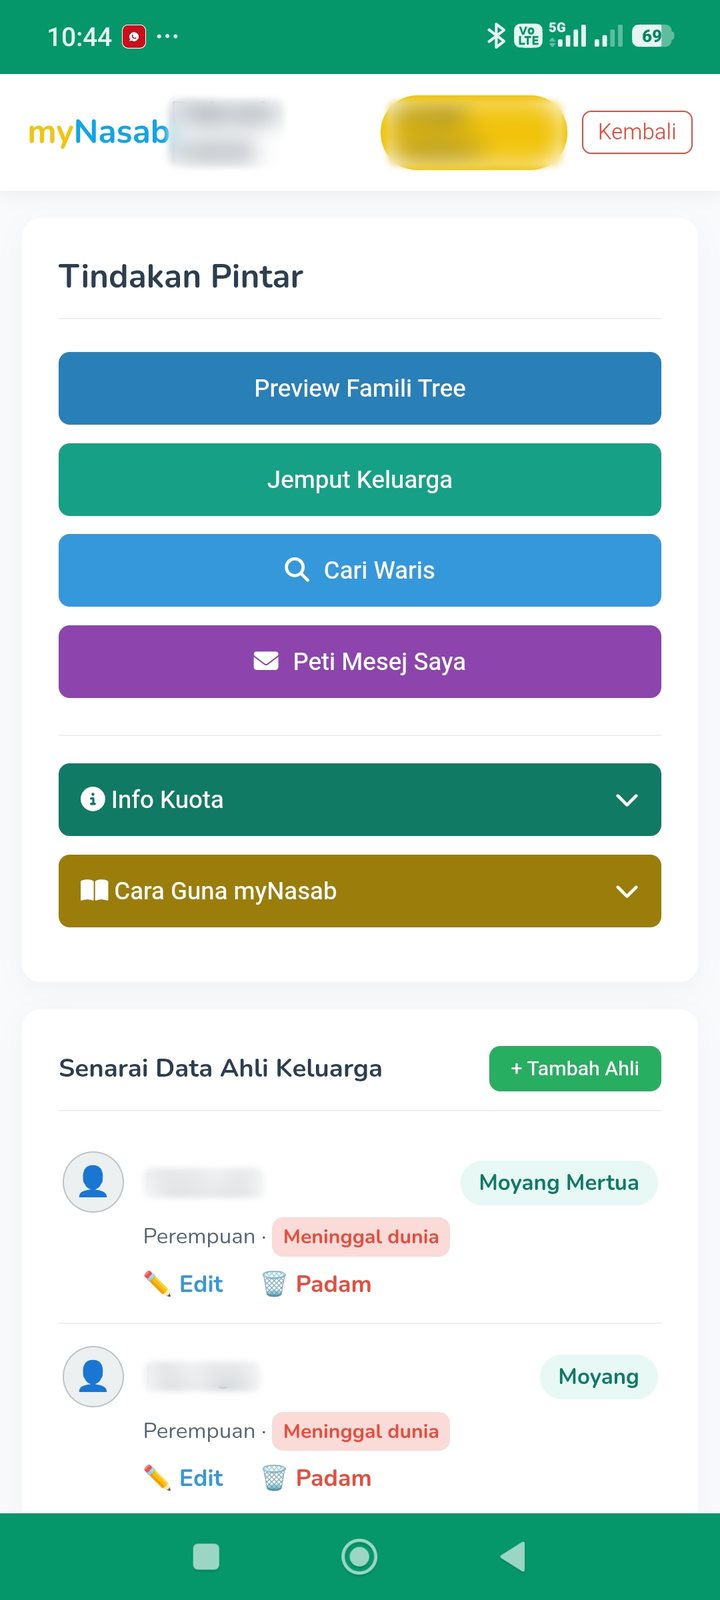 10:44
VoLTE 5G 69
myNasab
Kembali
Tindakan Pintar
Preview Famili Tree
Jemput Keluarga
Cari Waris
Peti Mesej Saya
Info Kuota
Cara Guna myNasab
Senarai Data Ahli Keluarga
+ Tambah Ahli
Moyang Mertua
Perempuan · Meninggal dunia
✏️ Edit 🗑️ Padam
Moyang
Perempuan · Meninggal dunia
✏️ Edit 🗑️ Padam